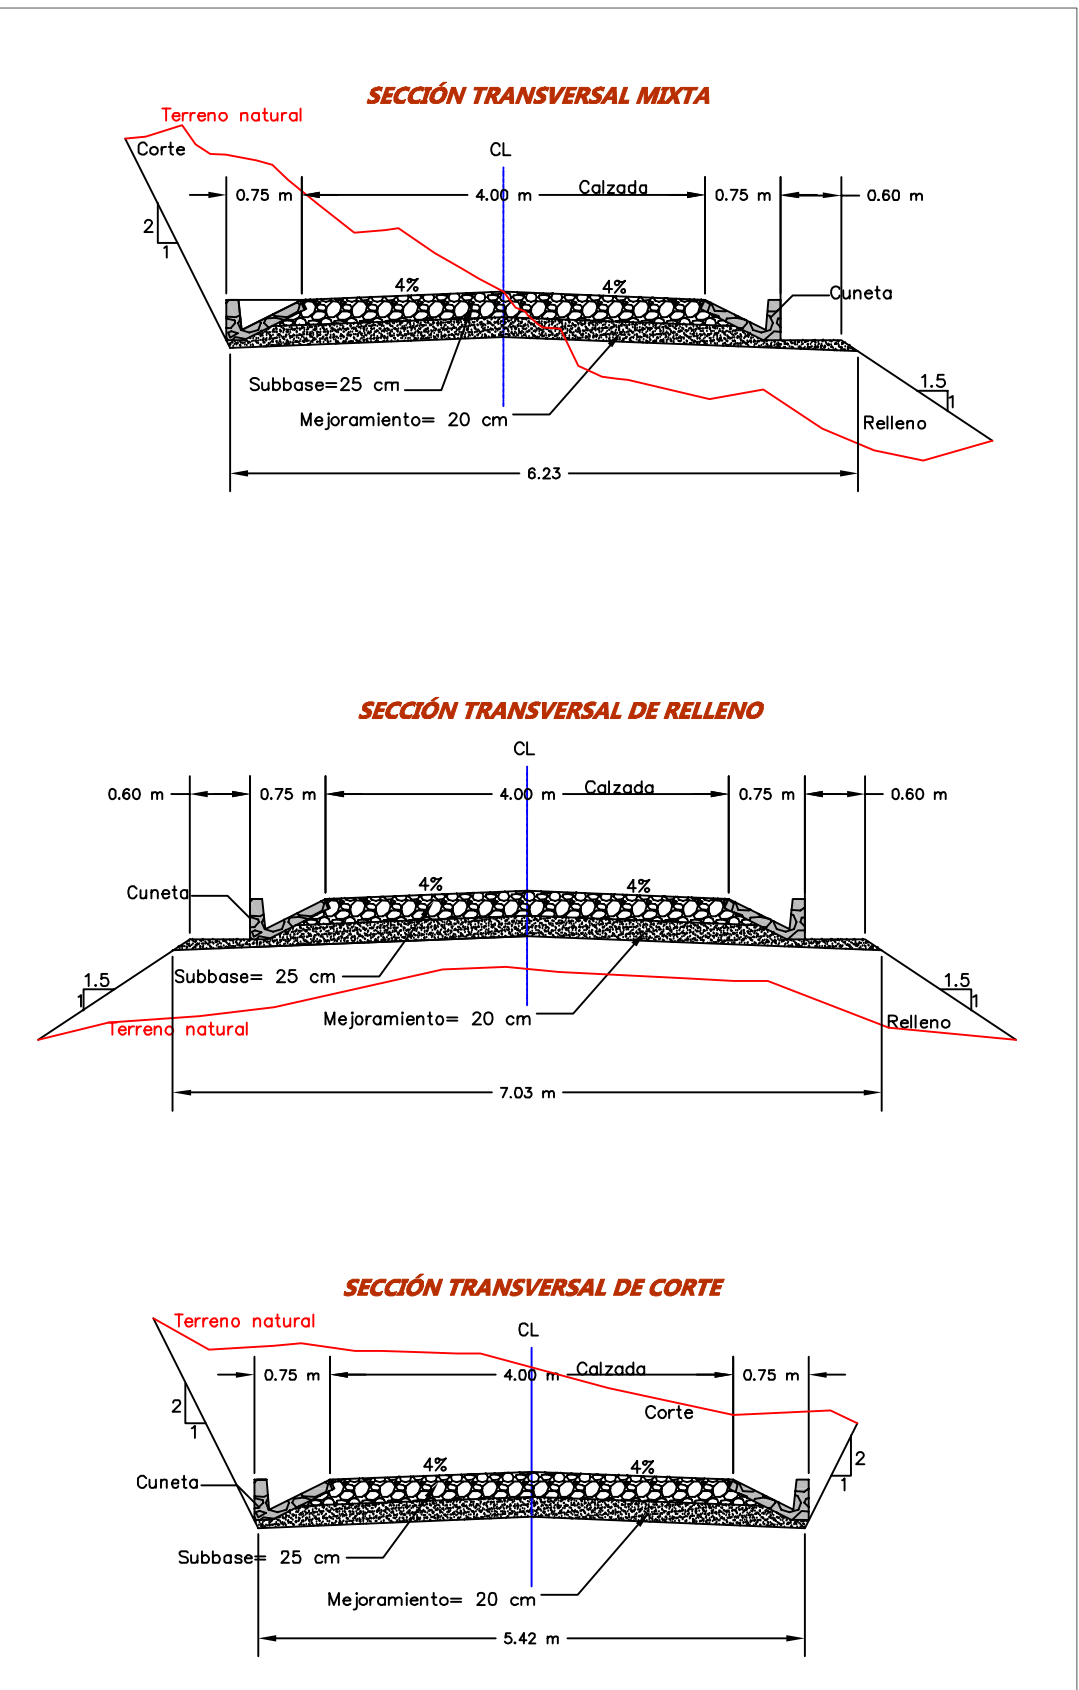 SECCIÓN TRANSVERSAL MIXTA
Terreno natural
Corte
CL
0.75 m
4.00 m
Calzada
0.75 m
0.60 m
2
1
4%
4%
Cuneta
Subbase=25 cm
1.5
1
Mejoramiento= 20 cm
Relleno
6.23
SECCIÓN TRANSVERSAL DE RELLENO
CL
0.60 m
0.75 m
4.00 m
Calzada
0.75 m
0.60 m
4%
4%
Cuneta
Subbase= 25 cm
1.5
1
1.5
1
Terreno natural
Mejoramiento= 20 cm
Relleno
7.03 m
SECCIÓN TRANSVERSAL DE CORTE
Terreno natural
CL
0.75 m
4.00 m
Calzada
0.75 m
2
1
Corte
4%
4%
2
1
Cuneta
Subbase= 25 cm
Mejoramiento= 20 cm
5.42 m